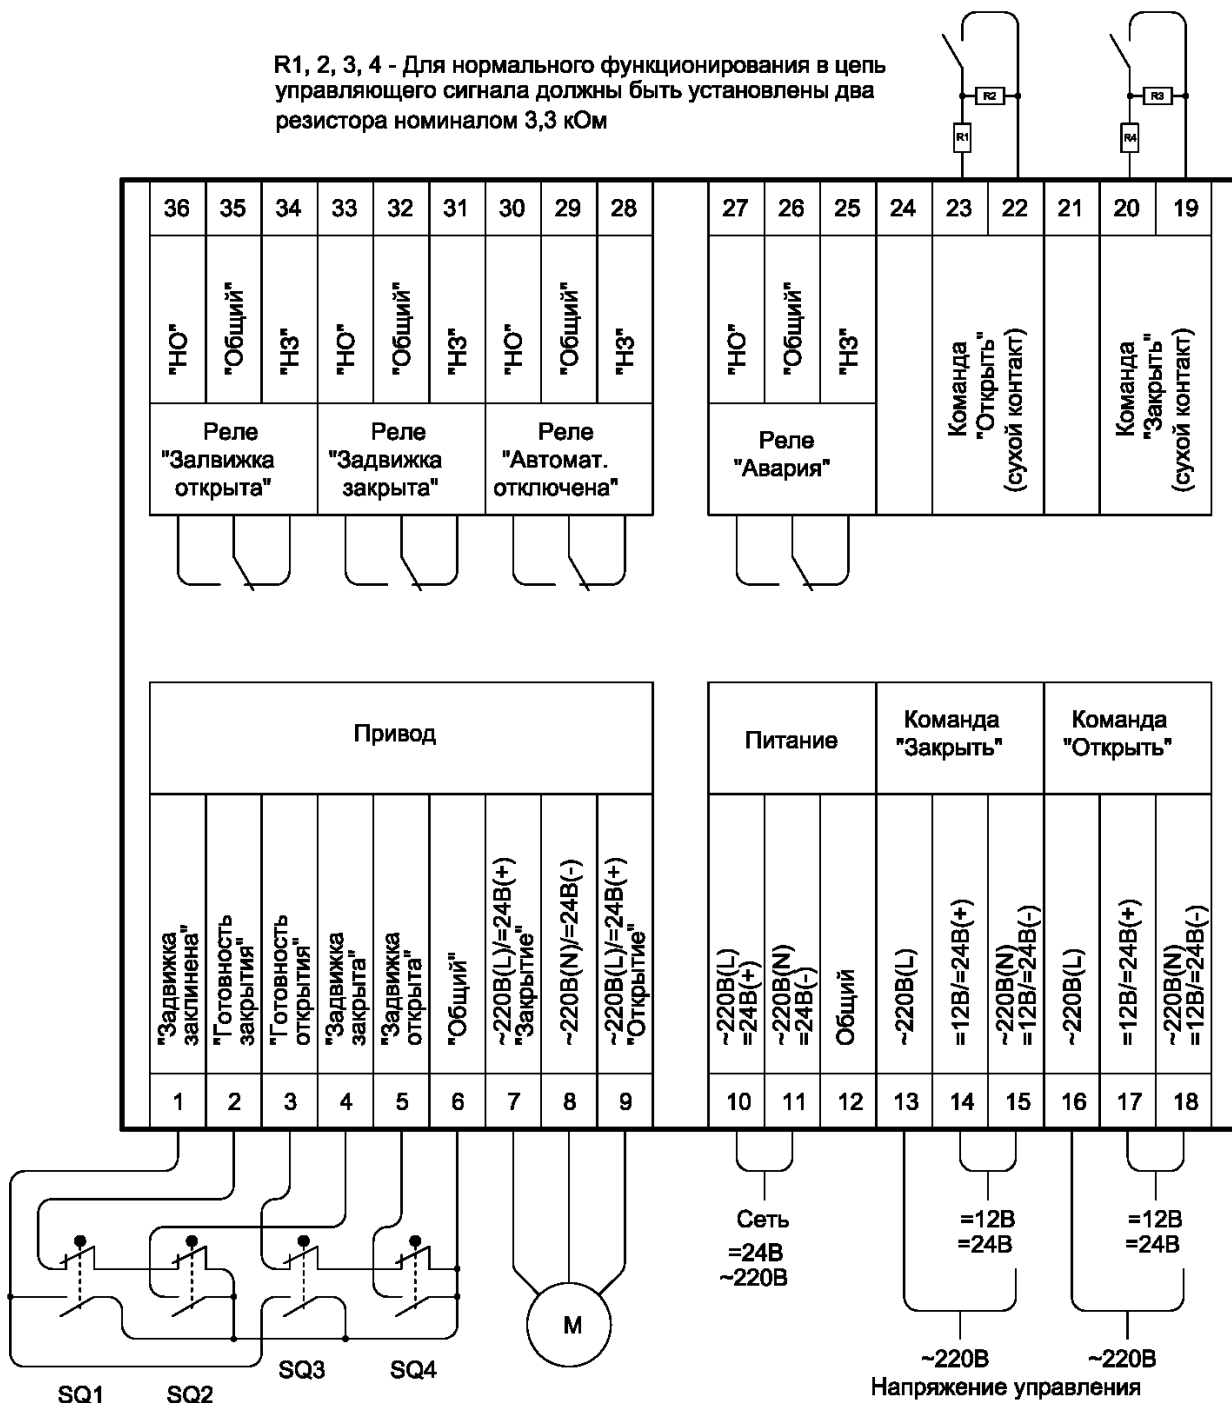 R1, 2, 3, 4 - Для нормального функционирования в цепь
управляющего сигнала должны быть установлены два
резистора номиналом 3,3 кОм
R2
R1
R3
R4
36 35 34 33 32 31 30 29 28 27 26 25 24 23 22 21 20 19
"НО"
"Общий"
"НЗ"
"НО"
"Общий"
"НЗ"
"НО"
"Общий"
"НЗ"
"НО"
"Общий"
"НЗ"
Команда
"Открыть"
(сухой контакт)
Команда
"Закрыть"
(сухой контакт)
Реле
"Залвижка
открыта"
Реле
"Задвижка
закрыта"
Реле
"Автомат.
отключена"
Реле
"Авария"
Привод
Питание
Команда
"Закрыть"
Команда
"Открыть"
"Задвижка
заклинена"
"Готовность
закрытия"
"Готовность
открытия"
"Задвижка
закрыта"
"Задвижка
открыта"
"Общий"
~220В(L)/=24В(+)
"Закрытие"
~220В(N)/=24В(-)
~220В(L)/=24В(+)
"Открытие"
~220В(L)
=24В(+)
~220В(N)
=24В(-)
Общий
~220В(L)
=12В/=24В(+)
~220В(N)
=12В/=24В(-)
~220В(L)
=12В/=24В(+)
~220В(N)
=12В/=24В(-)
1 2 3 4 5 6 7 8 9 10 11 12 13 14 15 16 17 18
Сеть
=24В
~220В
=12В
=24В
=12В
=24В
М
SQ1
SQ2
SQ3
SQ4
~220В
~220В
Напряжение управления